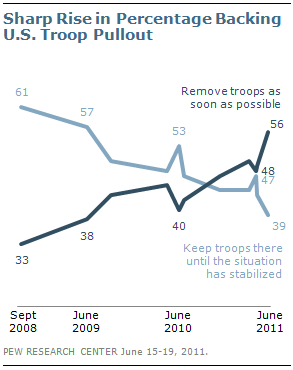 Sharp Rise in Percentage Backing
U.S. Troop Pullout
61
57
53
Remove troops as
soon as possible
56
48
47
33
38
40
39
Keep troops there
until the situation
has stabilized
Sept
2008
June
2009
June
2010
June
2011
PEW RESEARCH CENTER June 15-19, 2011.